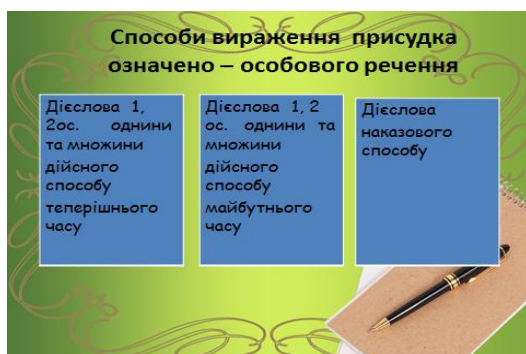 Способи вираження присудка
означено – особового речення
Дієслова 1,
2ос. однини
та множини
дійсного
способу
теперішнього
часу
Дієслова 1, 2
ос. однини та
множини
дійсного
способу
майбутнього
часу
Дієслова
наказового
способу